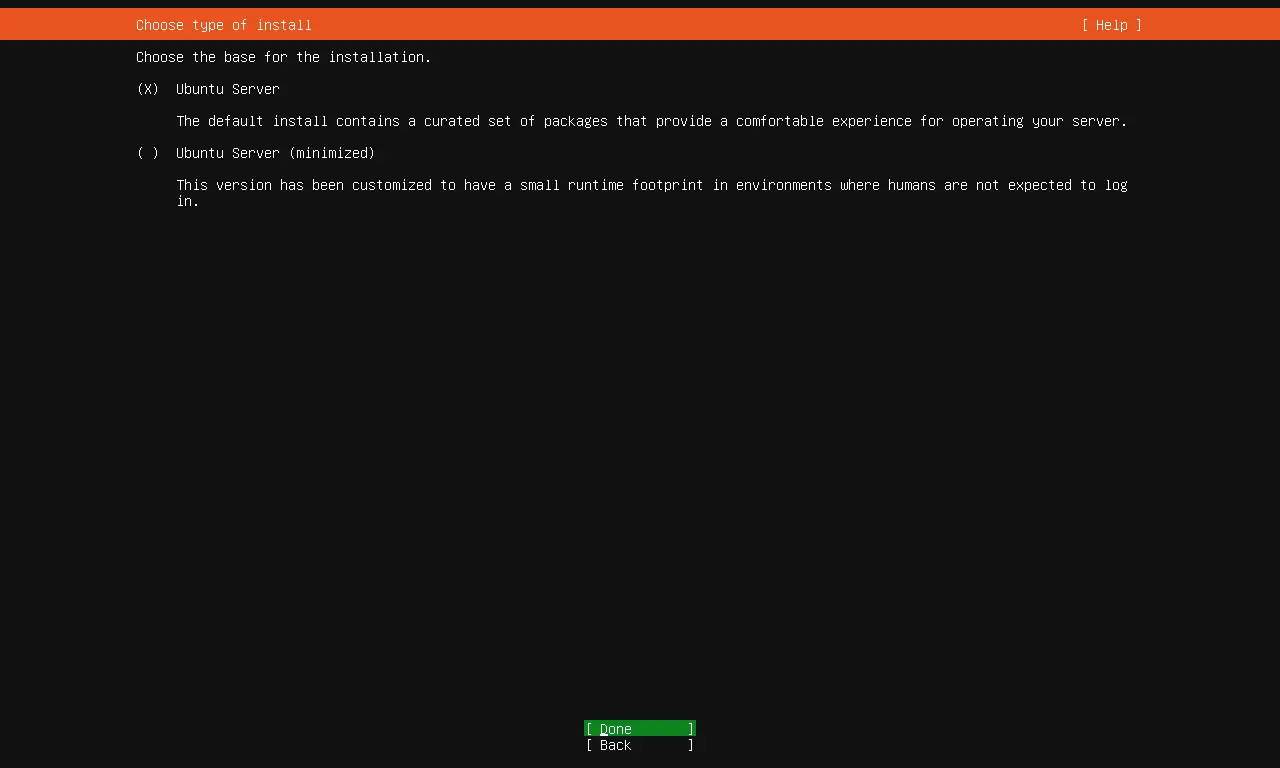 Choose type of install [ Help ]
Choose the base for the installation.
(X) Ubuntu Server
The default install contains a curated set of packages that provide a comfortable experience for operating your server.
( ) Ubuntu Server (minimized)
This version has been customized to have a small runtime footprint in environments where humans are not expected to log
in.
[ Done ]
[ Back ]